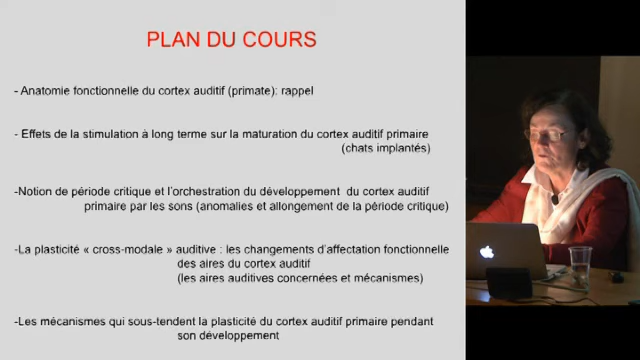 PLAN DU COURS
- Anatomie fonctionnelle du cortex auditif (primate): rappel
- Effets de la stimulation à long terme sur la maturation du cortex auditif primaire
(chats implantés)
-Notion de période critique et l'orchestration du développement du cortex auditif
primaire par les sons (anomalies et allongement de la période critique)
-La plasticité « cross-modale » auditive : les changements d'affectation fonctionnelle
des aires du cortex auditif
(les aires auditives concernées et mécanismes)
-Les mécanismes qui sous-tendent la plasticité du cortex auditif primaire pendant
son développement